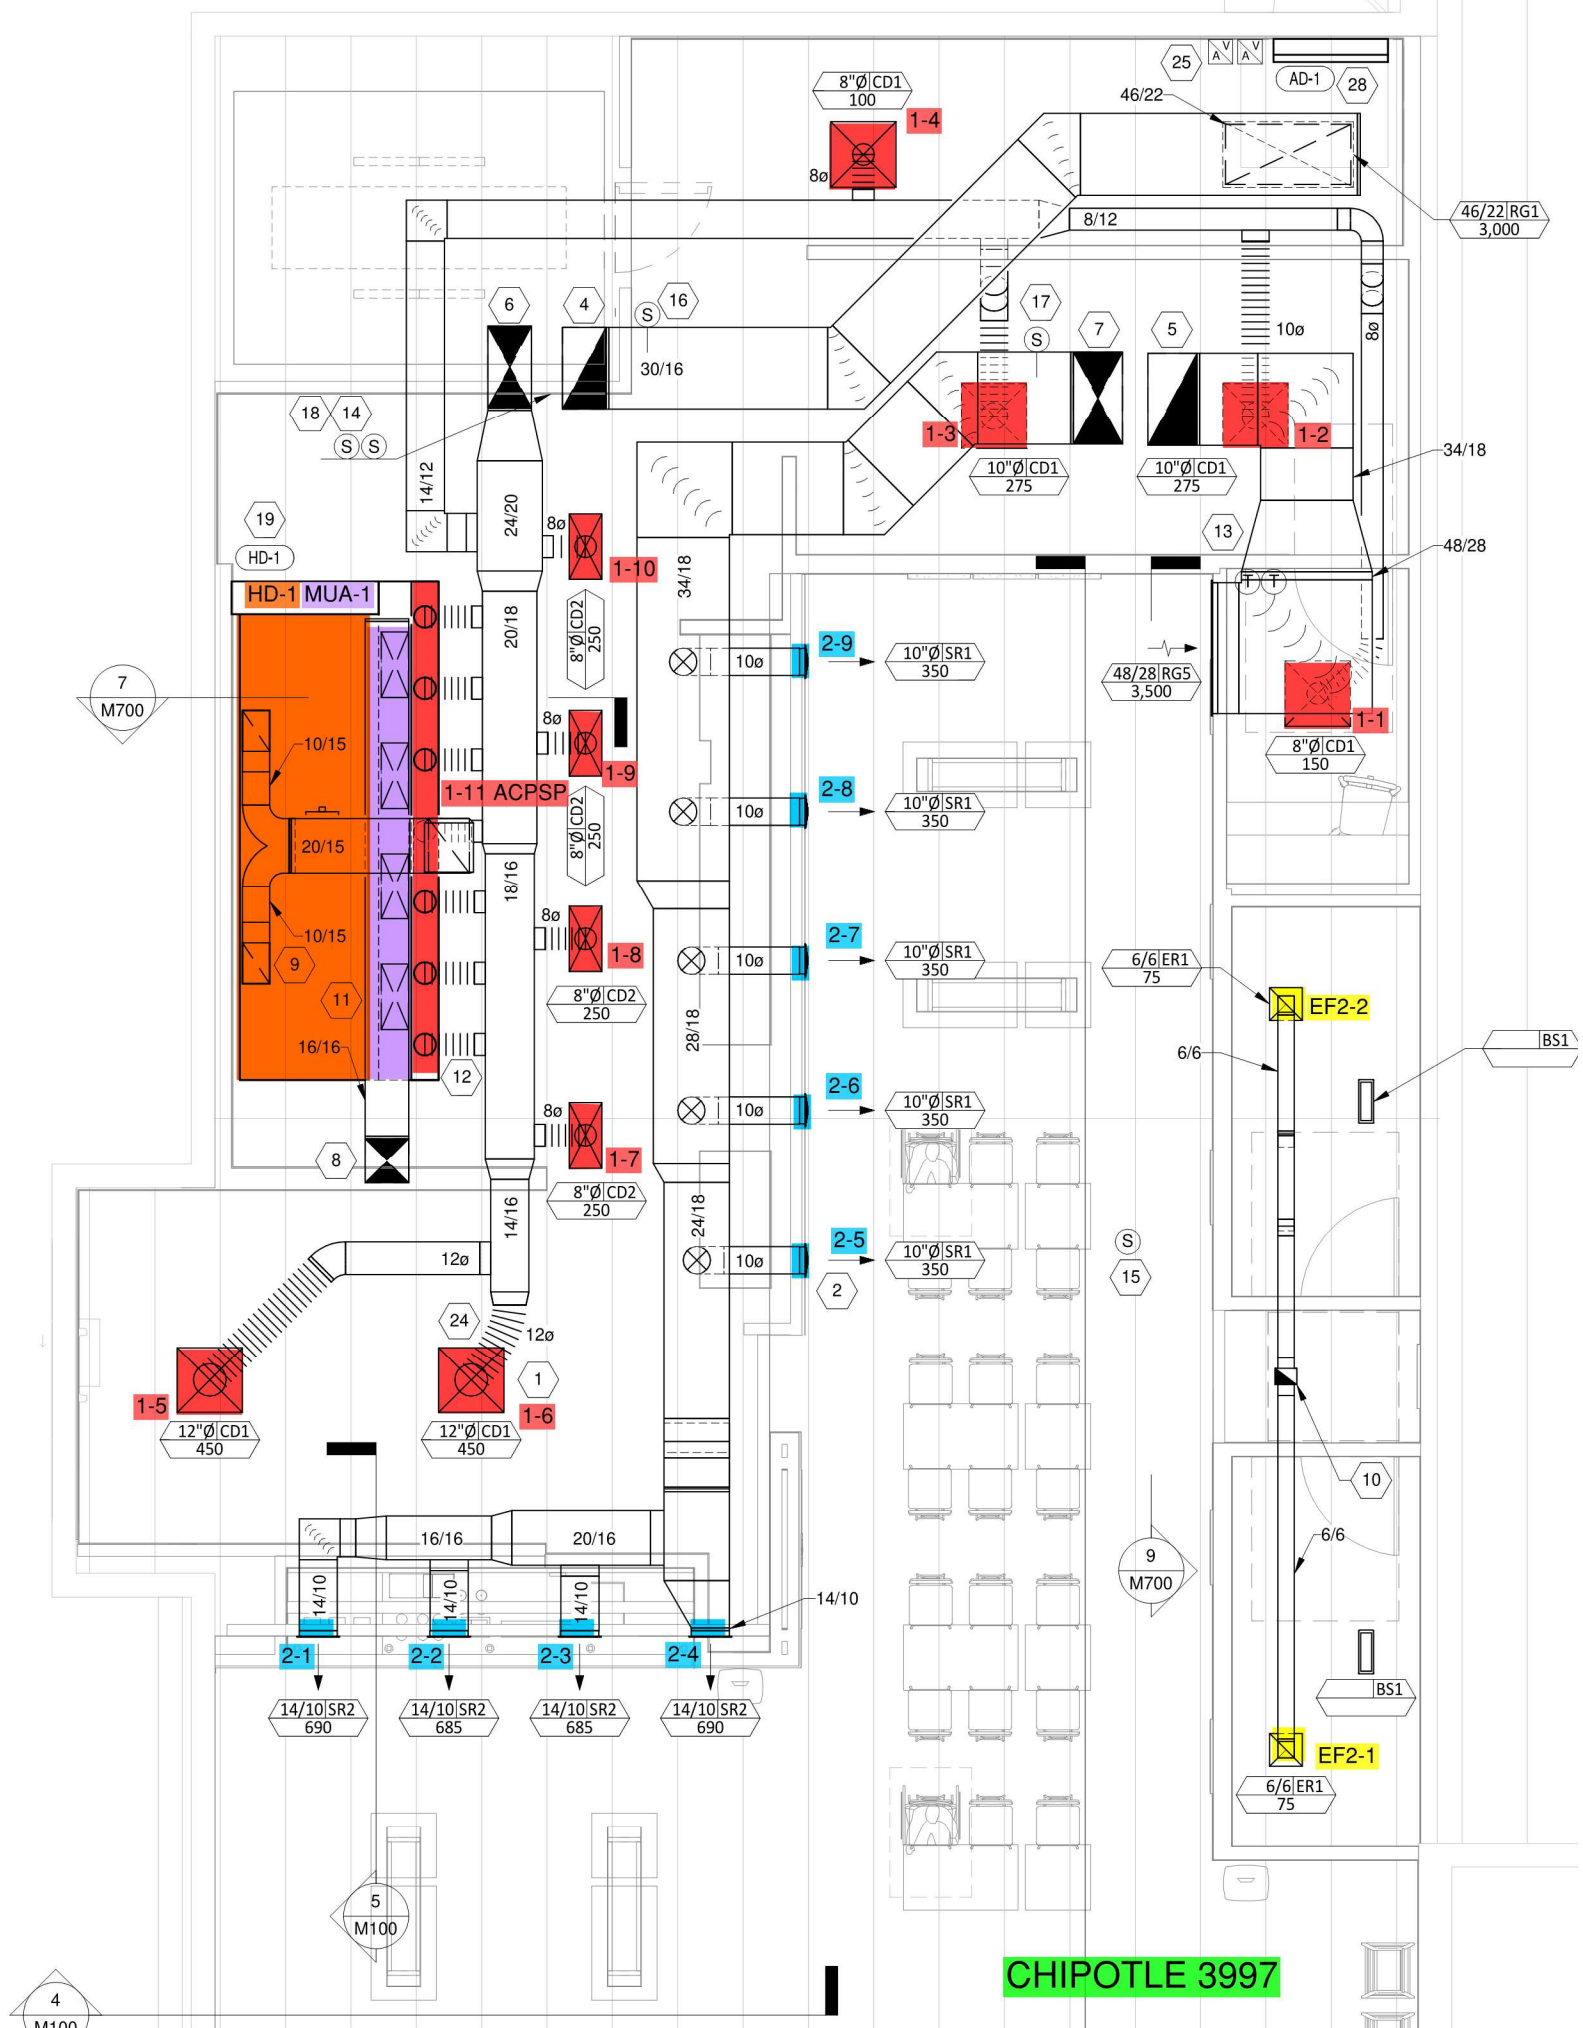 25
V
A
V
A
AD-1
28
46/22
8"Ø CD1
100
1-4
8ø
8/12
46/22 RG1
3,000
6
4
S
16
30/16
17
S
7
5
10ø
8ø
18
14
S
S
14/12
24/20
1-3
10"Ø CD1
275
1-2
10"Ø CD1
275
34/18
13
48/28
T
T
19
HD-1
8ø
1-10
8"Ø CD2
250
34/18
HD-1
MUA-1
20/18
2-9
10ø
10"Ø SR1
350
48/28 RG5
3,500
1-1
8"Ø CD1
150
7
M700
10/15
8ø
1-9
8"Ø CD2
250
1-11 ACPSP
2-8
10ø
10"Ø SR1
350
20/15
18/16
10/15
9
11
8ø
1-8
8"Ø CD2
250
2-7
10ø
10"Ø SR1
350
6/6 ER1
75
EF2-2
28/18
16/16
12
6/6
BS1
2-6
10ø
10"Ø SR1
350
8
8ø
1-7
8"Ø CD2
250
14/16
24/18
2-5
10ø
10"Ø SR1
350
2
S
15
12ø
24
12ø
1
1-5
12"Ø CD1
450
1-6
12"Ø CD1
450
10
16/16
20/16
6/6
9
M700
14/10
14/10
14/10
14/10
2-1
2-2
2-3
2-4
14/10 SR2
690
14/10 SR2
685
14/10 SR2
685
14/10 SR2
690
BS1
EF2-1
6/6 ER1
75
5
M100
CHIPOTLE 3997
4
M100